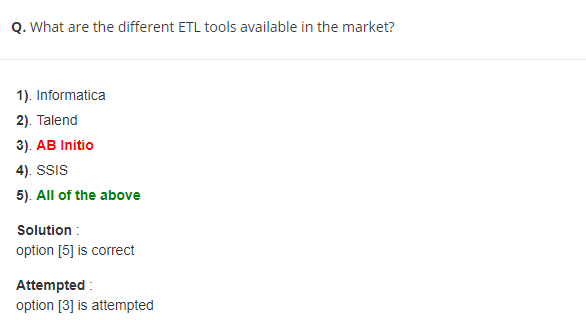 Q. What are the different ETL tools available in the market?
1). Informatica
2). Talend
3). AB Initio
4). SSIS
5). All of the above
Solution :
option [5] is correct
Attempted :
option [3] is attempted